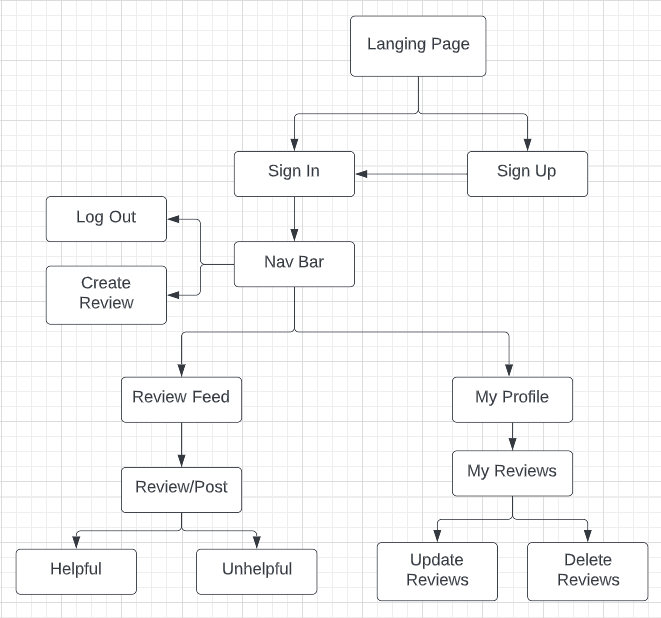 Langing Page
Sign In
Sign Up
Log Out
Nav Bar
Create
Review
Review Feed
My Profile
My Reviews
Review/Post
Helpful
Unhelpful
Update
Reviews
Delete
Reviews